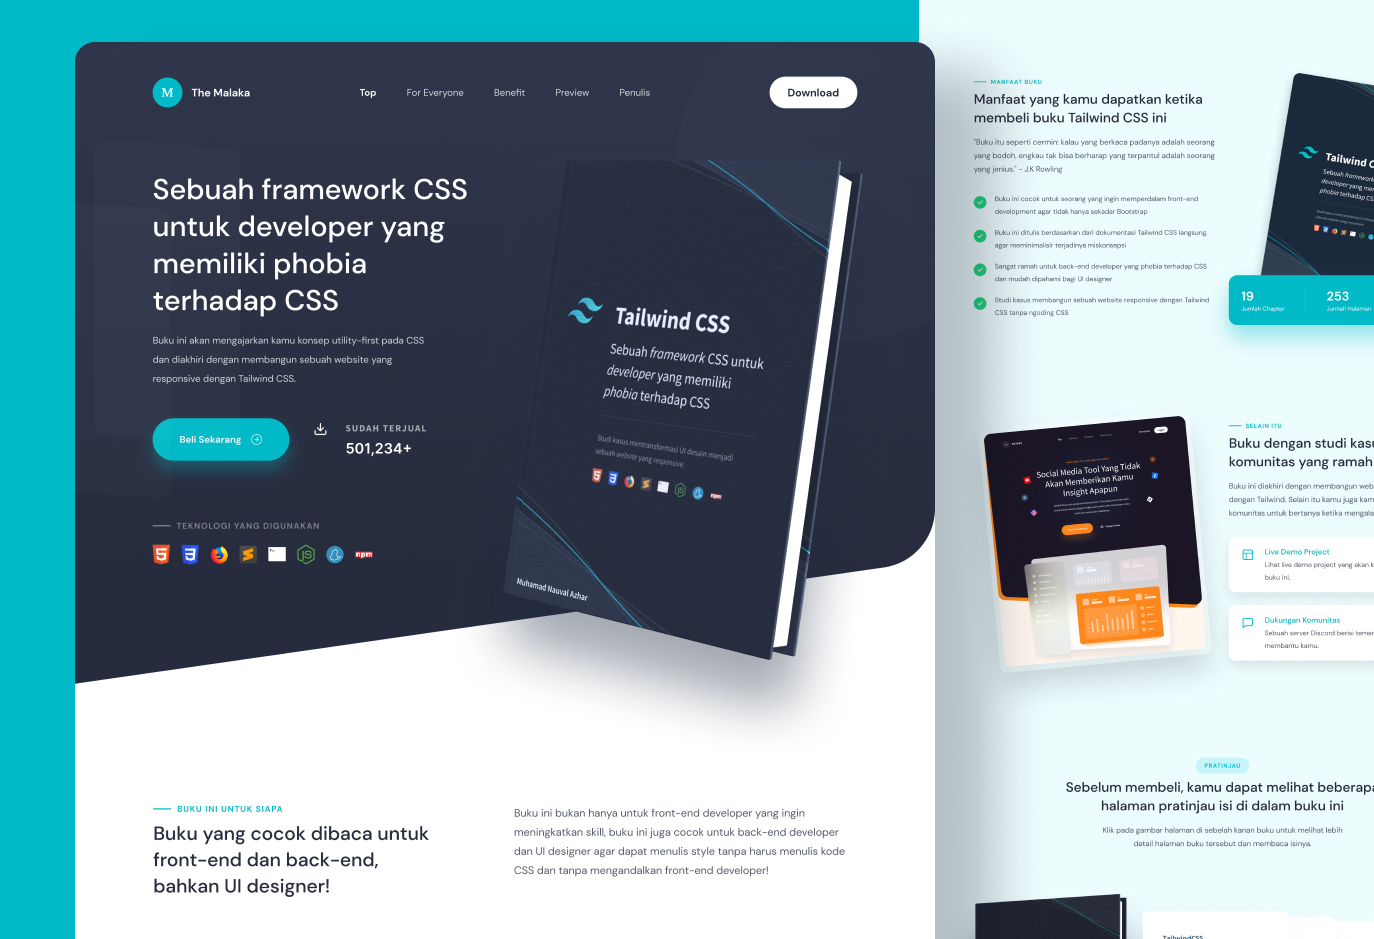 M
The Malaka
Top
For Everyone
Benefit
Preview
Penulis
Download
Sebuah framework CSS
untuk developer yang
memiliki phobia
terhadap CSS
Buku ini akan mengajarkan kamu konsep utility-first pada CSS
dan diakhiri dengan membangun sebuah website yang
responsive dengan Tailwind CSS.
Beli Sekarang
SUDAH TERJUAL
501,234+
TEKNOLOGI YANG DIGUNAKAN
npm
Tailwind CSS
Sebuah framework CSS untuk
developer yang memiliki
phobia terhadap CSS
Studi kasus mentransformasi UI desain menjadi
sebuah website yang responsive.
Muhamad Nauval Azhar
BUKU INI UNTUK SIAPA
Buku yang cocok dibaca untuk
front-end dan back-end,
bahkan UI designer!
Buku ini bukan hanya untuk front-end developer yang ingin
meningkatkan skill, buku ini juga cocok untuk back-end developer
dan UI designer agar dapat menulis style tanpa harus menulis kode
CSS dan tanpa mengandalkan front-end developer!
MANFAAT BUKU
Manfaat yang kamu dapatkan ketika
membeli buku Tailwind CSS ini
"Buku itu seperti cermin: kalau yang berkaca padanya adalah seorang
yang bodoh, engkau tak bisa berharap yang terpantul adalah seorang
yang jenius." - J.K Rowling
Buku ini cocok untuk seorang yang ingin memperdalam front-end
development agar tidak hanya sekadar Bootstrap
Buku ini ditulis berdasarkan dari dokumentasi Tailwind CSS langsung,
agar meminimalisir terjadinya miskonsepsi
Sangat ramah untuk back-end developer yang phobia terhadap CSS
dan mudah dipahami bagi UI designer
Studi kasus membangun sebuah website responsive dengan Tailwind
CSS tanpa ngoding CSS
Tailwind C
Sebuah framework
developer yang mem
phobia terhadap CS
19
Jumlah Chapter
253
Jumlah Halaman
Social Media Tool Yang Tidak
Akan Memberikan Kamu
Insight Apapun
SELAIN ITU
Buku dengan studi kasu
komunitas yang ramah
Buku ini diakhiri dengan membangun web
dengan Tailwind. Selain itu kamu juga kam
komunitas untuk bertanya ketika mengala
Live Demo Project
Lihat live demo project yang akan k
buku ini.
Dukungan Komunitas
Sebuah server Discord berisi teman
membantu kamu.
PRATINJAU
Sebelum membeli, kamu dapat melihat beberapa
halaman pratinjau isi di dalam buku ini
Klik pada gambar halaman di sebelah kanan buku untuk melihat lebih
detail halaman buku tersebut dan membaca isinya.
TailwindCSS